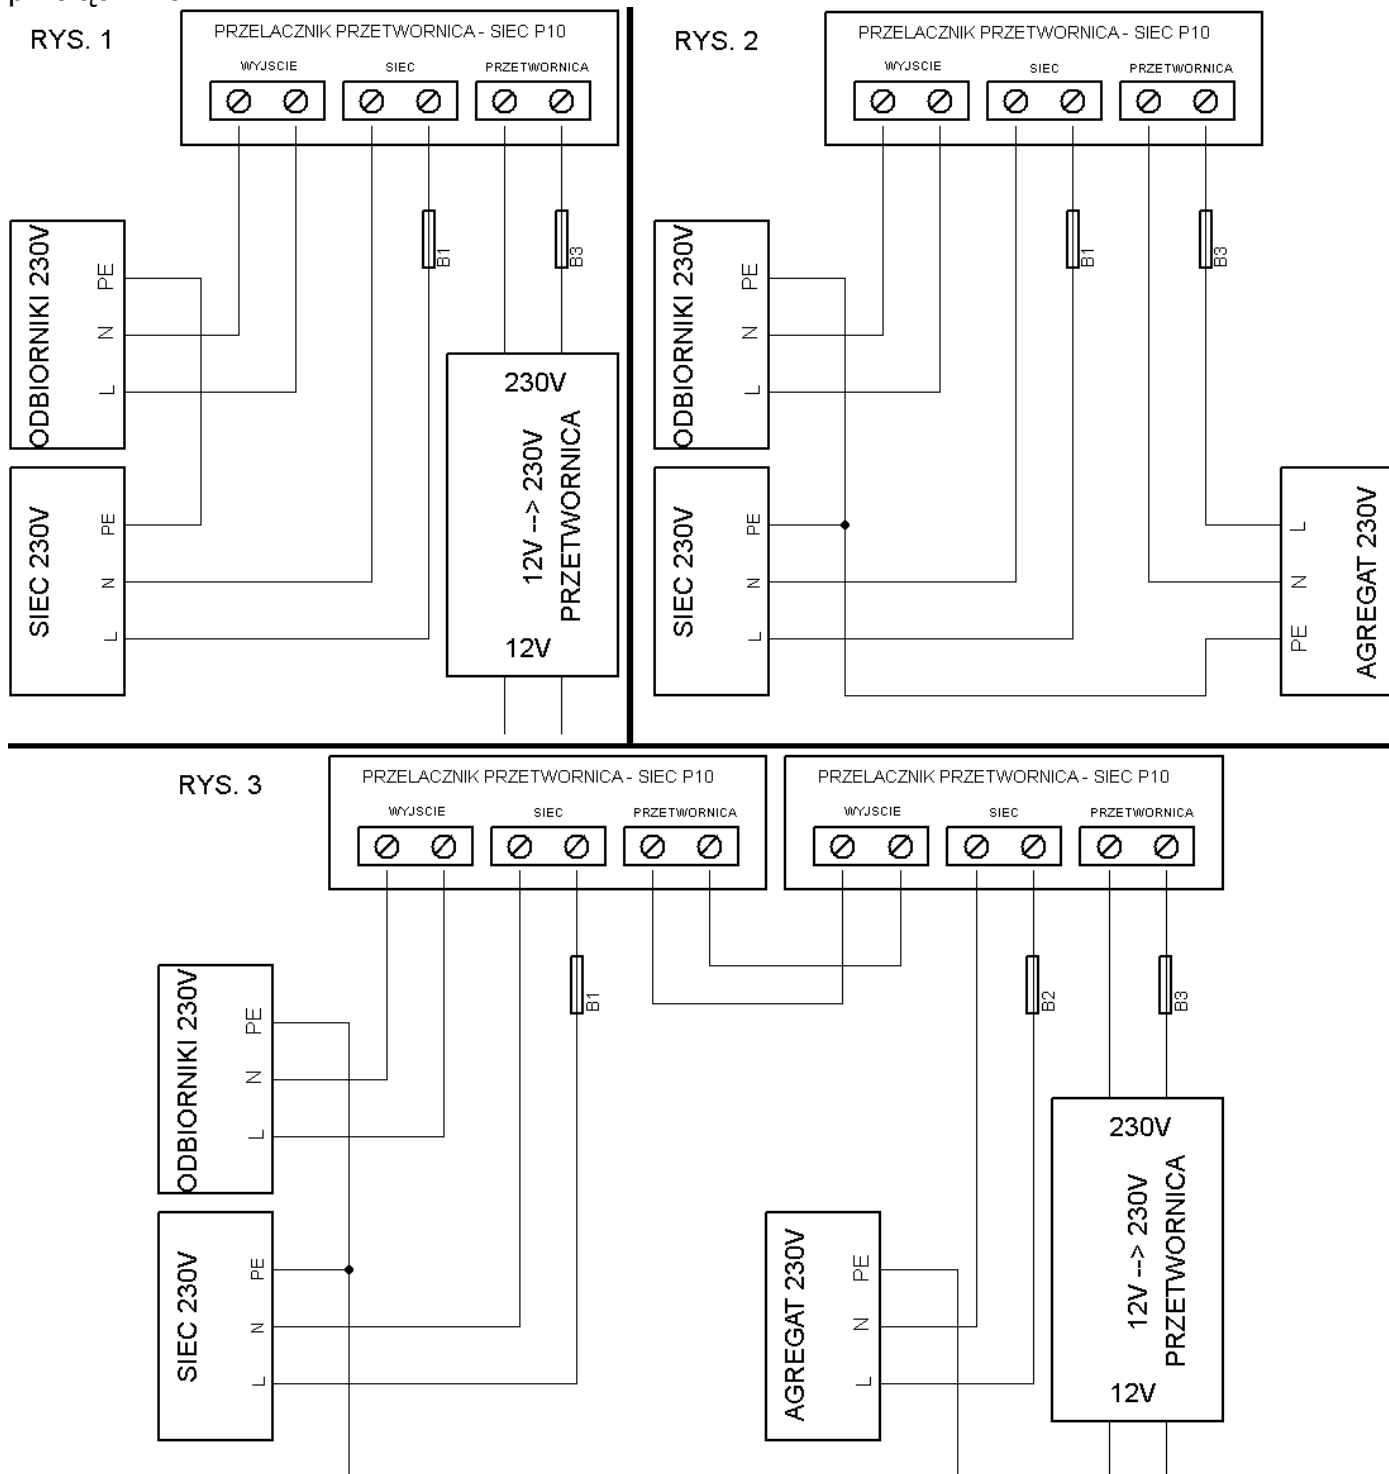 RYS. 1
PRZELACZNIK PRZETWORNICA - SIEC P10
WYJSCIE
SIEC
PRZETWORNICA
B1
B3
ODBIORNIKI 230V
PE
N
L
SIEC 230V
PE
N
L
230V
12V --> 230V
PRZETWORNICA
12V
RYS. 2
PRZELACZNIK PRZETWORNICA - SIEC P10
WYJSCIE
SIEC
PRZETWORNICA
B1
B3
ODBIORNIKI 230V
PE
N
L
SIEC 230V
PE
N
L
AGREGAT 230V
L
N
PE
RYS. 3
PRZELACZNIK PRZETWORNICA - SIEC P10
WYJSCIE
SIEC
PRZETWORNICA
PRZELACZNIK PRZETWORNICA - SIEC P10
WYJSCIE
SIEC
PRZETWORNICA
B1
B2
B3
ODBIORNIKI 230V
PE
N
L
SIEC 230V
PE
N
L
AGREGAT 230V
PE
N
L
230V
12V --> 230V
PRZETWORNICA
12V